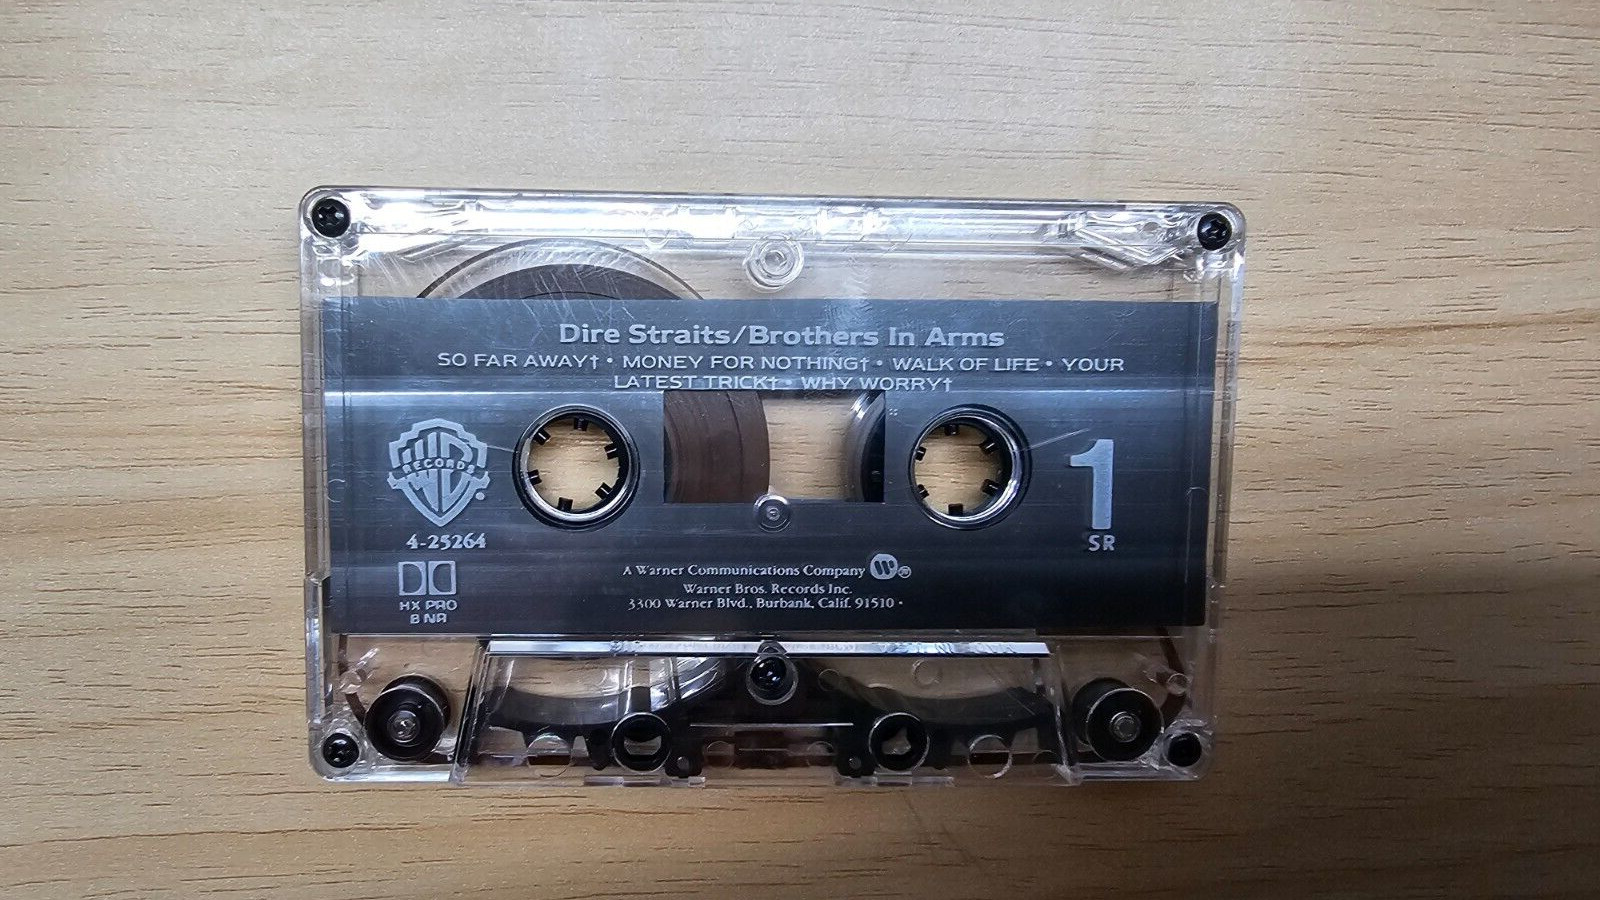 Dire Straits/Brothers In Arms
SO FAR AWAY† • MONEY FOR NOTHING† • WALK OF LIFE • YOUR
LATEST TRICK† • WHY WORRY†
RECORDS
4-25264
HX PRO
B NR
1
SR
A Warner Communications Company
Warner Bros. Records Inc.
3300 Warner Blvd., Burbank, Calif. 91510 •